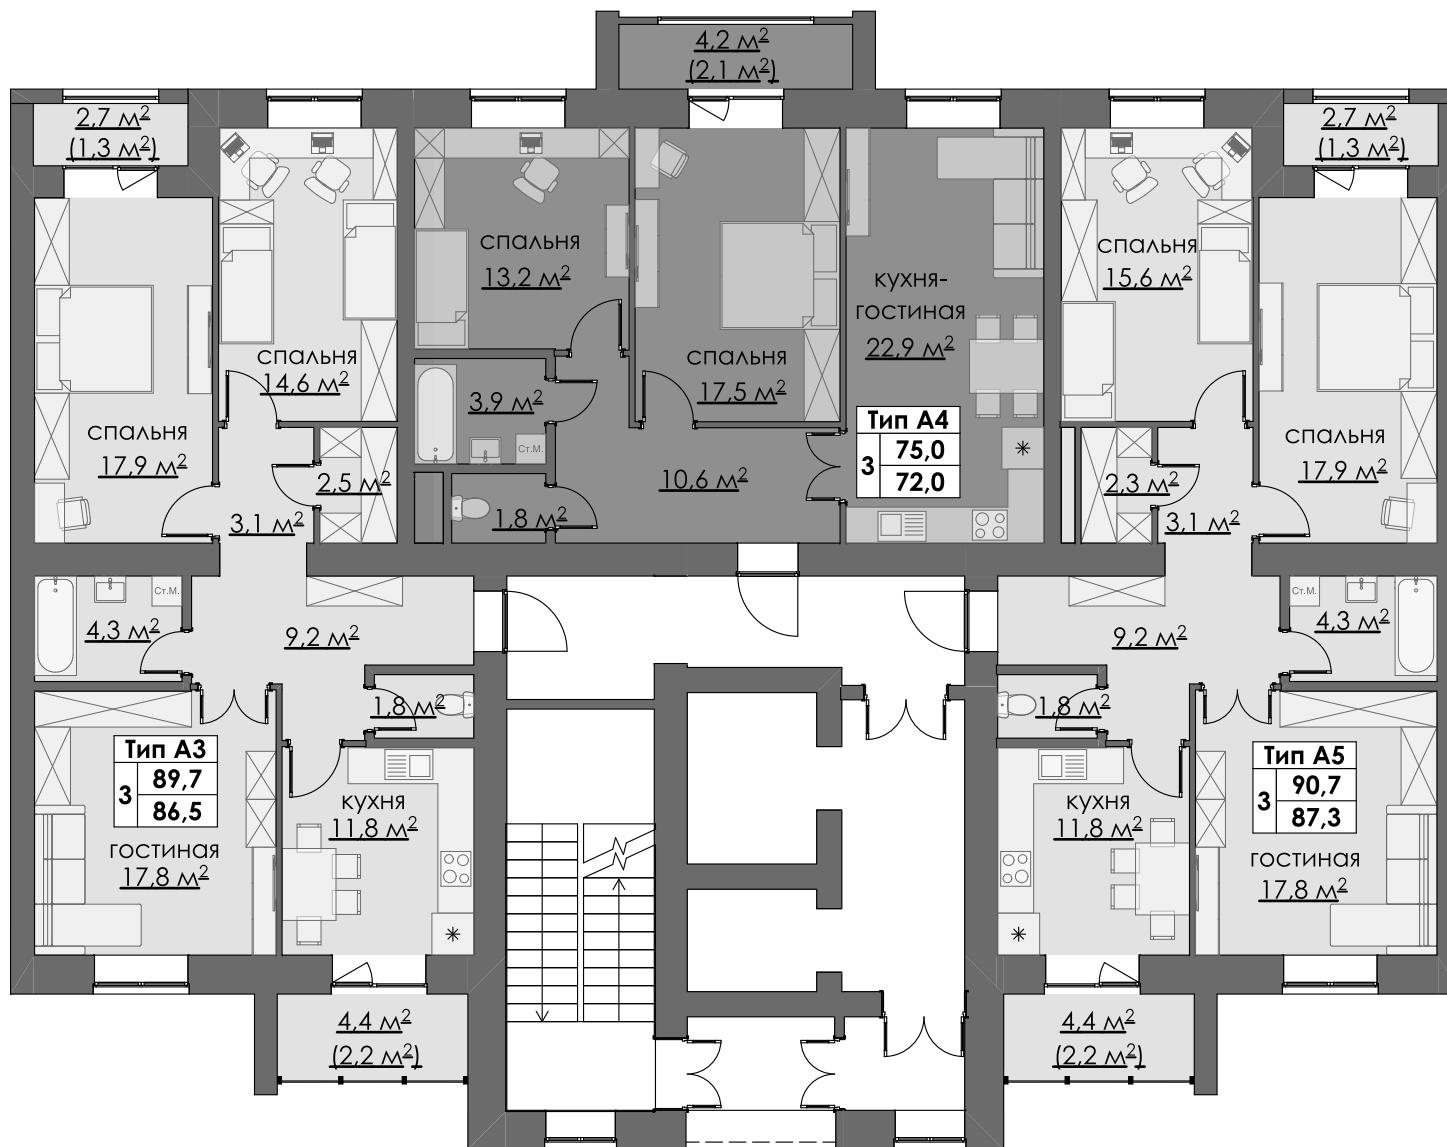 4,2 м²
(2,1 м²)
2,7 м²
(1,3 м²)
2,7 м²
(1,3 м²)
спальня
14,6 м²
спальня
17,9 м²
2,5 м²
3,1 м²
спальня
13,2 м²
3,9 м²
Ст.М.
1,8 м²
10,6 м²
спальня
17,5 м²
кухня-
гостиная
22,9 м²
Тип А4
3
75,0
72,0
спальня
15,6 м²
спальня
17,9 м²
2,3 м²
3,1 м²
Ст.М.
4,3 м²
9,2 м²
1,8 м²
Тип А3
3
89,7
86,5
гостиная
17,8 м²
кухня
11,8 м²
4,4 м²
(2,2 м²)
9,2 м²
Ст.М.
4,3 м²
1,8 м²
кухня
11,8 м²
Тип А5
3
90,7
87,3
гостиная
17,8 м²
4,4 м²
(2,2 м²)